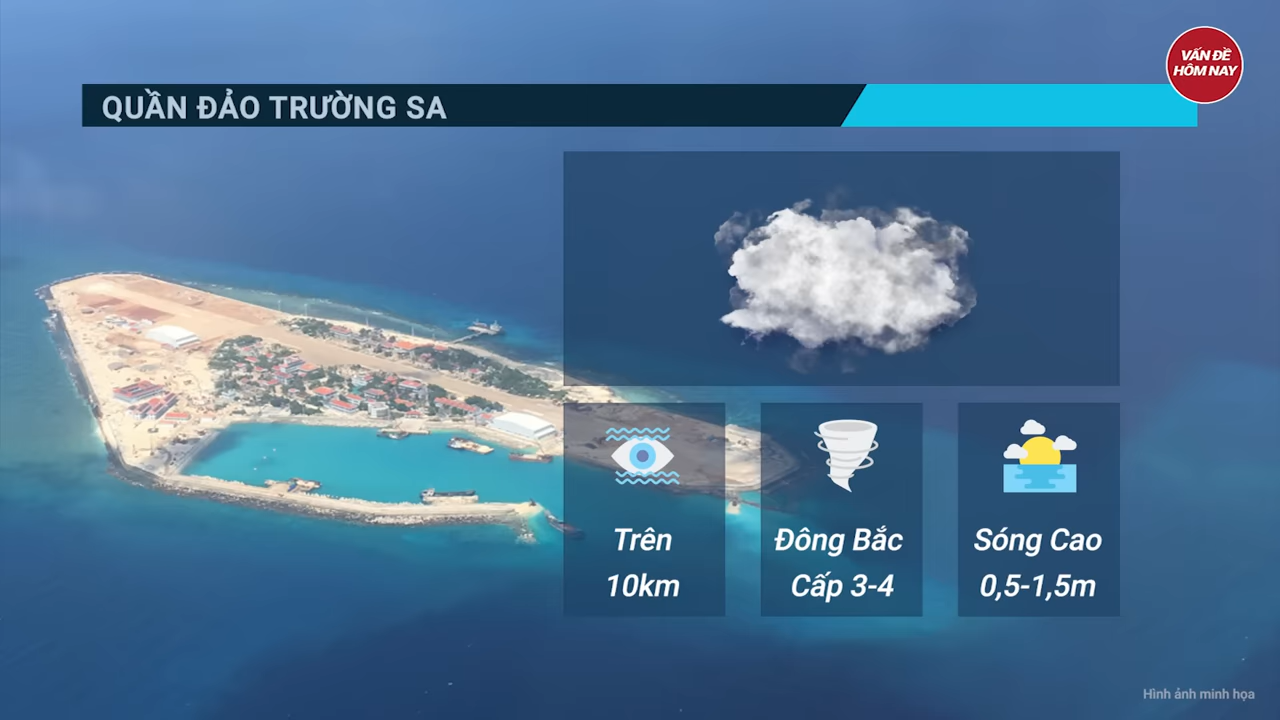 VẤN ĐỀ
HÔM NAY
QUẦN ĐẢO TRƯỜNG SA
Trên
10km
Đông Bắc
Cấp 3-4
Sóng Cao
0,5-1,5m
Hình ảnh minh họa